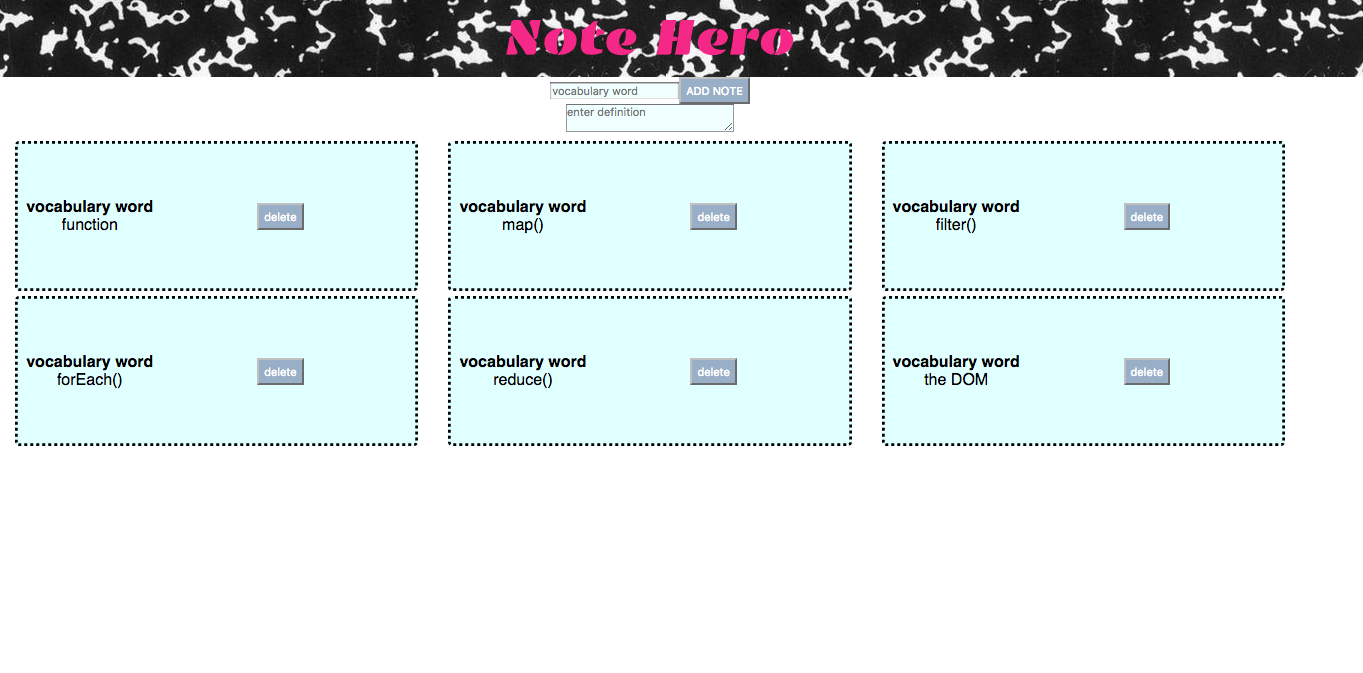 Note Hero
vocabulary word ADD NOTE
enter definition
vocabulary word
function
delete
vocabulary word
map()
delete
vocabulary word
filter()
delete
vocabulary word
forEach()
delete
vocabulary word
reduce()
delete
vocabulary word
the DOM
delete